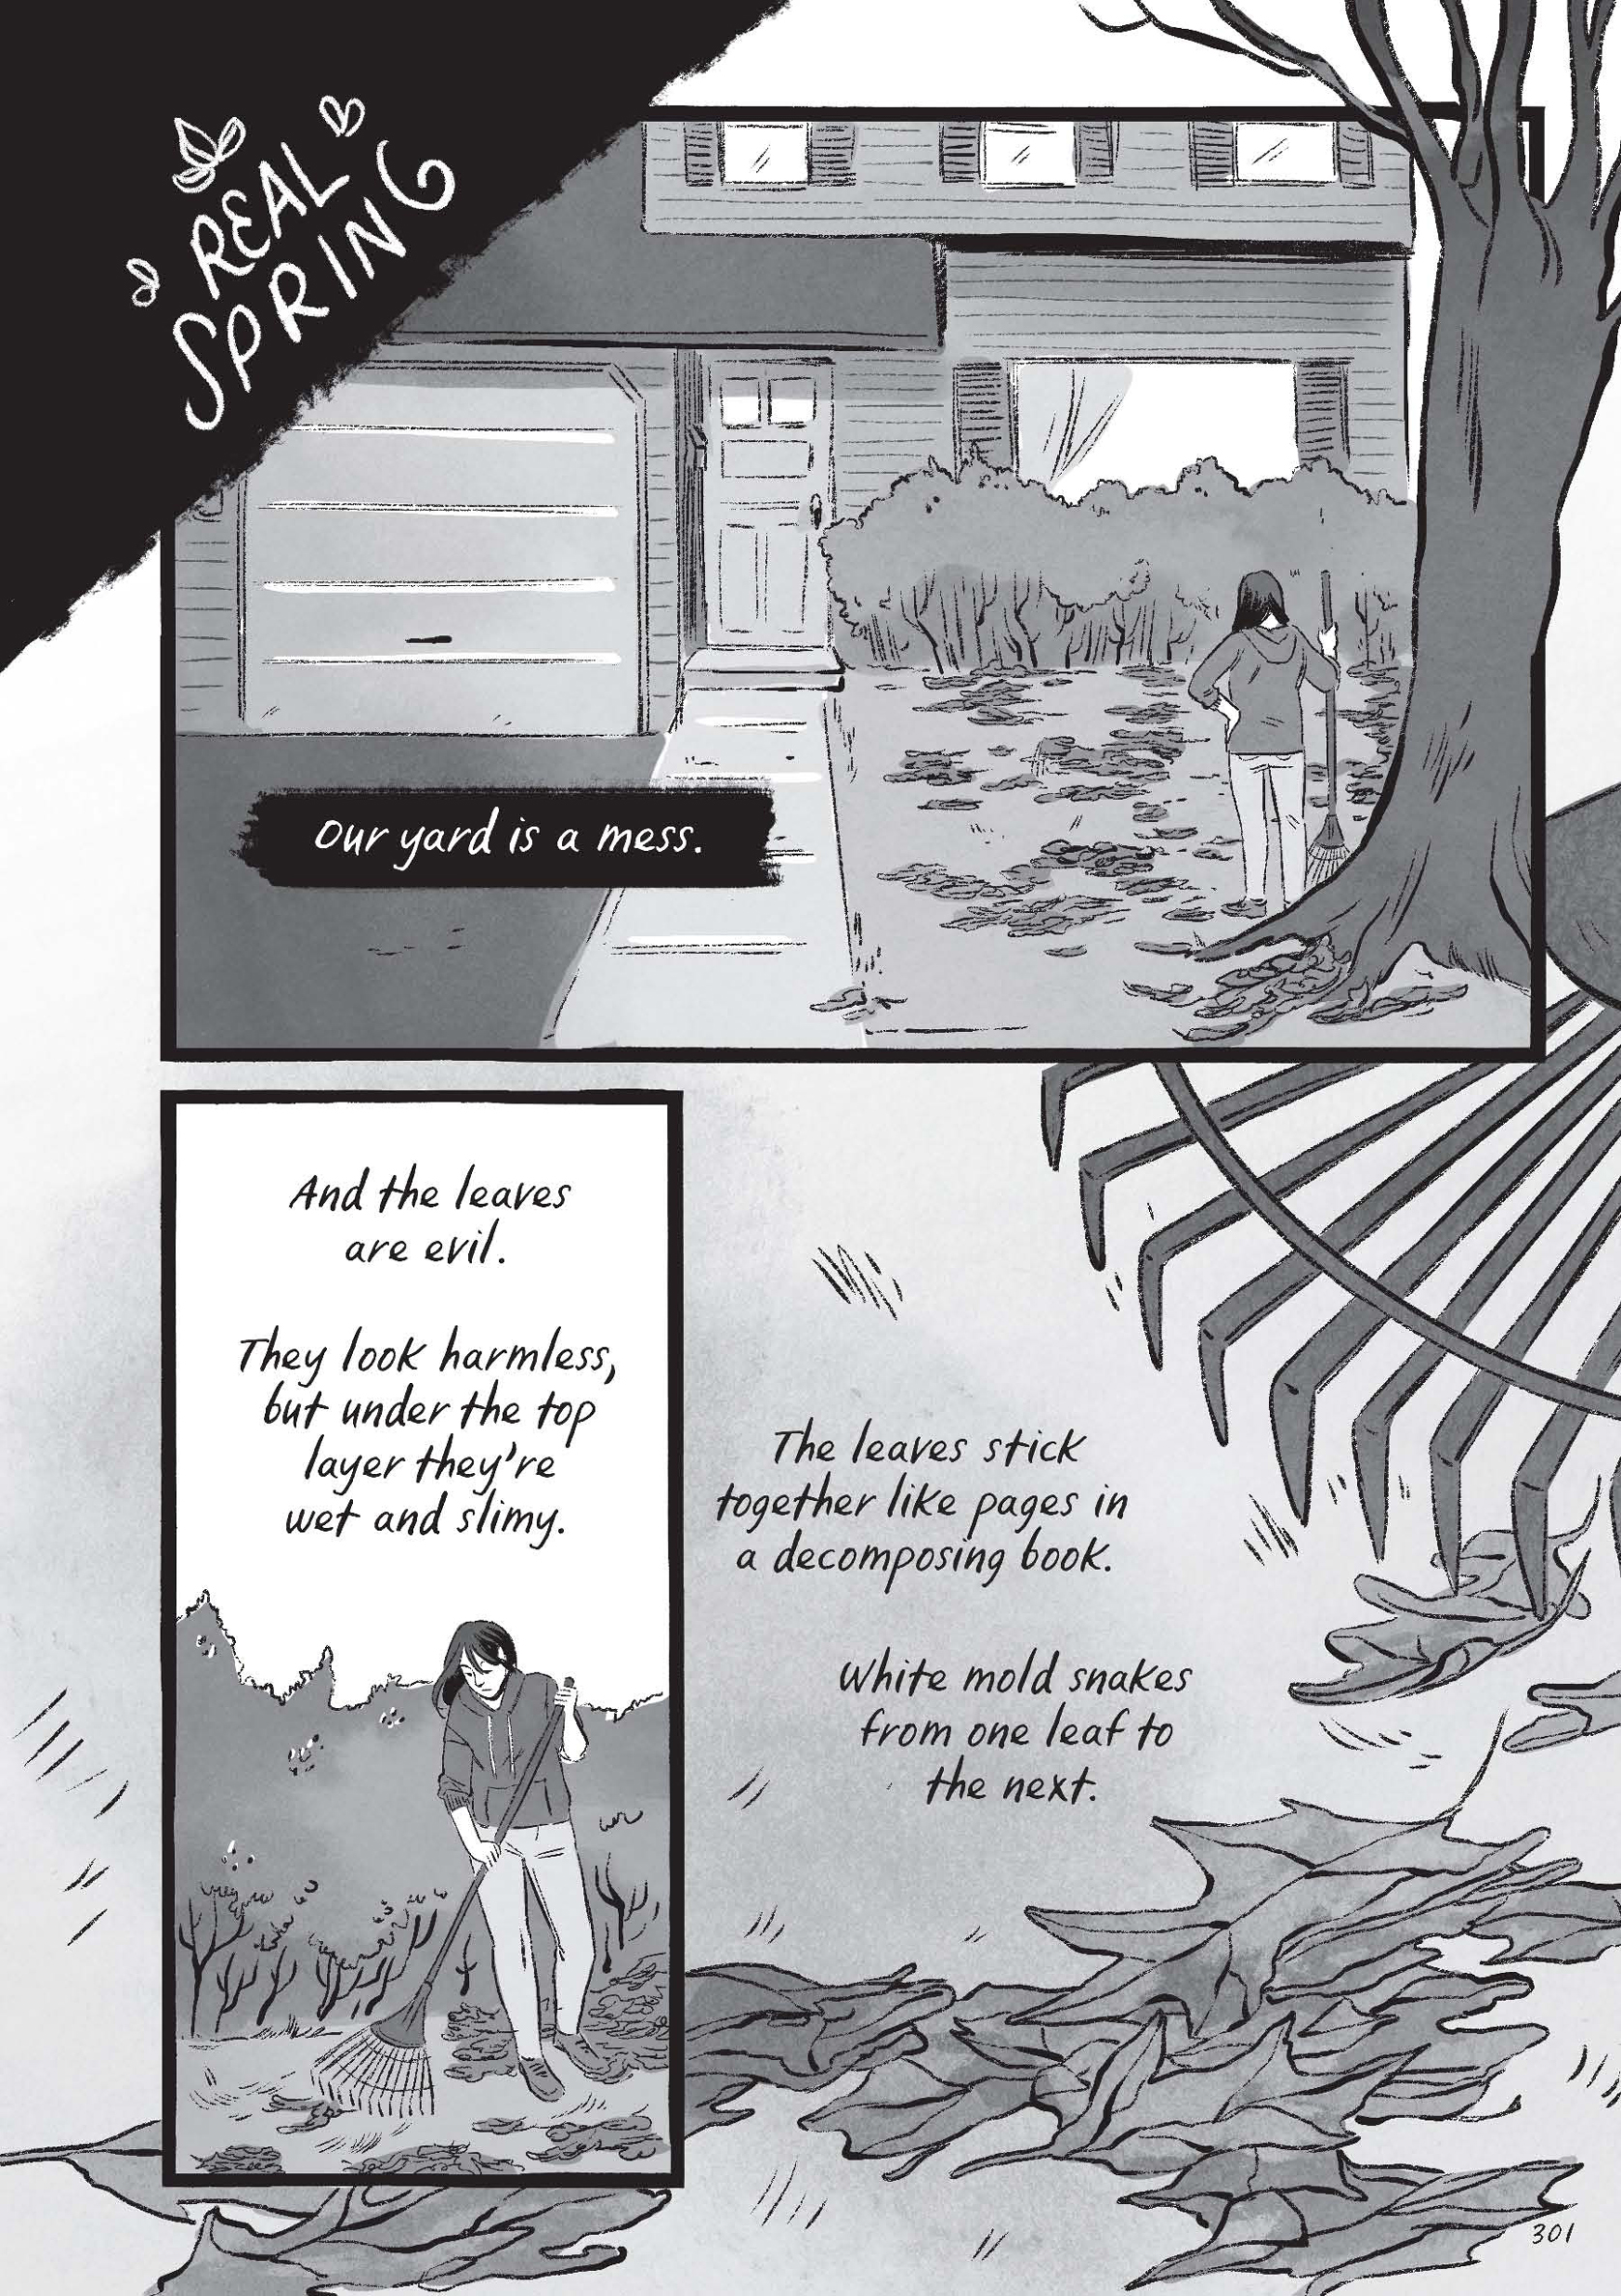 REAL
SPRING
Our yard is a mess.
And the leaves
are evil.
They look harmless,
but under the top
layer they're
wet and slimy.
The leaves stick
together like pages in
a decomposing book.
White mold snakes
from one leaf to
the next.
301